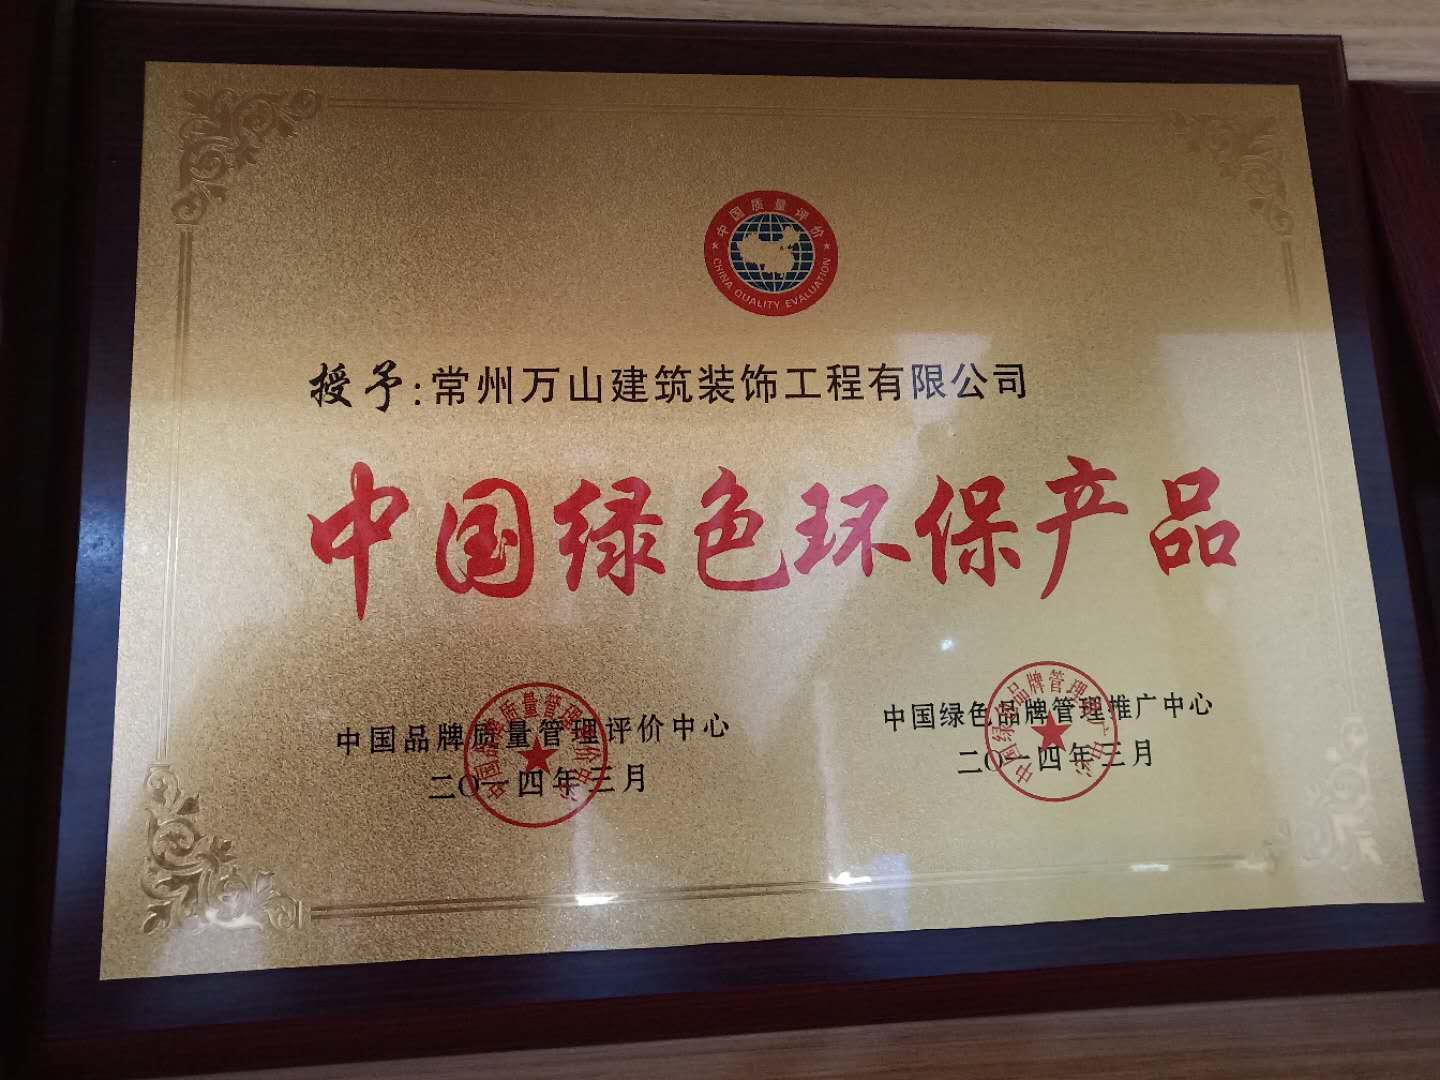 中国质量评价
CHINA QUALITY EVALUATION
授予:常州万山建筑装饰工程有限公司
中国绿色环保产品
中国品牌质量管理评价中心
二〇一四年三月
中国绿色品牌管理推广中心
二〇一四年三月